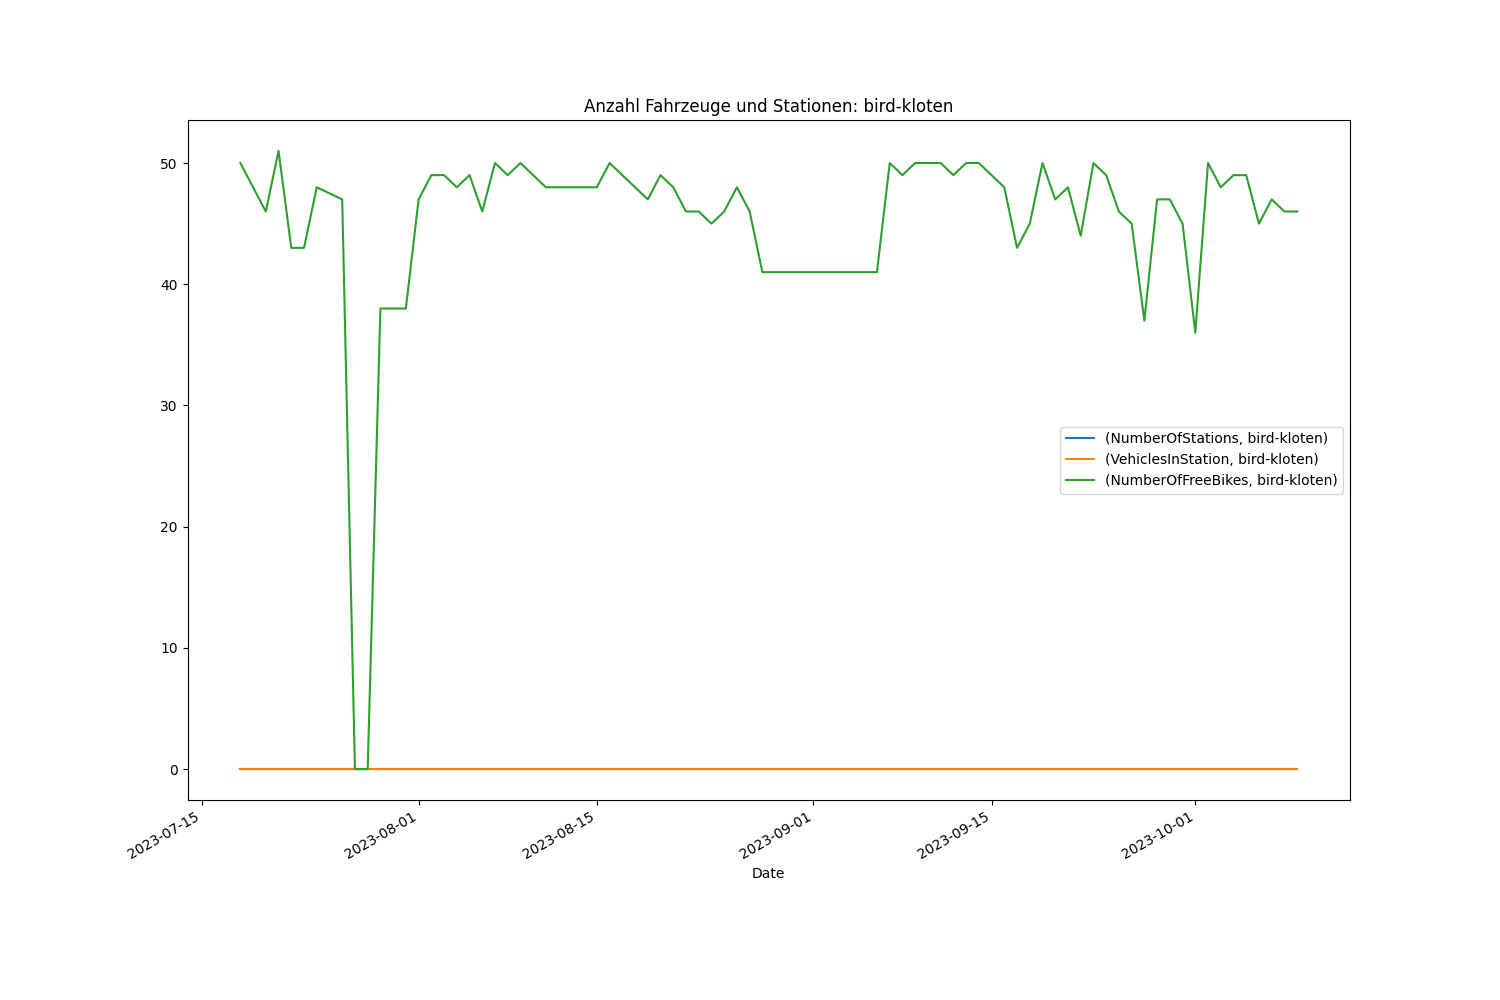 Anzahl Fahrzeuge und Stationen: bird-kloten
50
40
30
20
10
0
(NumberOfStations, bird-kloten)
(VehiclesInStation, bird-kloten)
(NumberOfFreeBikes, bird-kloten)
2023-07-15
2023-08-01
2023-08-15
2023-09-01
2023-09-15
2023-10-01
Date